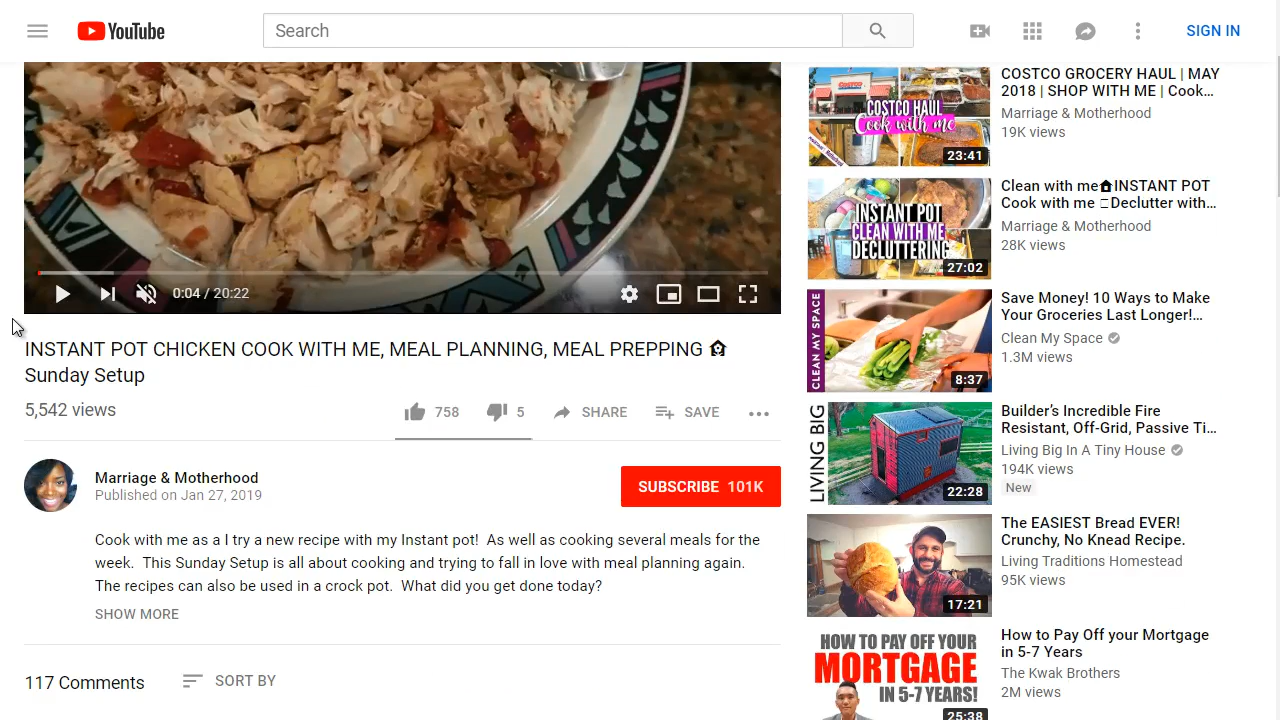 YouTube
Search
SIGN IN
0:04 / 20:22
INSTANT POT CHICKEN COOK WITH ME, MEAL PLANNING, MEAL PREPPING
Sunday Setup
5,542 views
758
5
SHARE
SAVE
Marriage & Motherhood
Published on Jan 27, 2019
SUBSCRIBE 101K
Cook with me as a I try a new recipe with my Instant pot!  As well as cooking several meals for the
week.  This Sunday Setup is all about cooking and trying to fall in love with meal planning again.
The recipes can also be used in a crock pot.  What did you get done today?
SHOW MORE
117 Comments
SORT BY
COSTCO HAUL
Cook with me
23:41
COSTCO GROCERY HAUL | MAY
2018 | SHOP WITH ME | Cook...
Marriage & Motherhood
19K views
INSTANT POT
CLEAN WITH ME
DECLUTTERING
27:02
Clean with me INSTANT POT
Cook with me Declutter with...
Marriage & Motherhood
28K views
CLEAN MY SPACE
8:37
Save Money! 10 Ways to Make
Your Groceries Last Longer!...
Clean My Space
1.3M views
LIVING BIG
22:28
Builder's Incredible Fire
Resistant, Off-Grid, Passive Ti...
Living Big In A Tiny House
194K views
New
17:21
The EASIEST Bread EVER!
Crunchy, No Knead Recipe.
Living Traditions Homestead
95K views
HOW TO PAY OFF YOUR
MORTGAGE
IN 5-7 YEARS!
25:38
How to Pay Off your Mortgage
in 5-7 Years
The Kwak Brothers
2M views